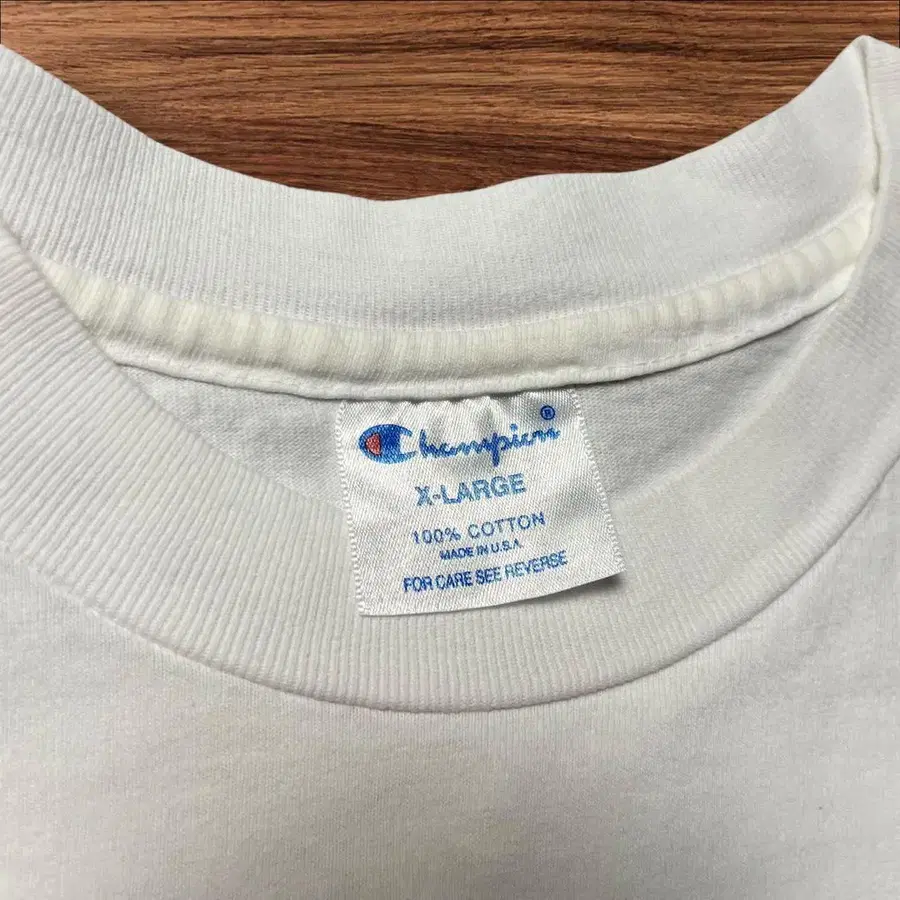 Champion®
X-LARGE
100% COTTON
MADE IN U.S.A.
FOR CARE SEE REVERSE